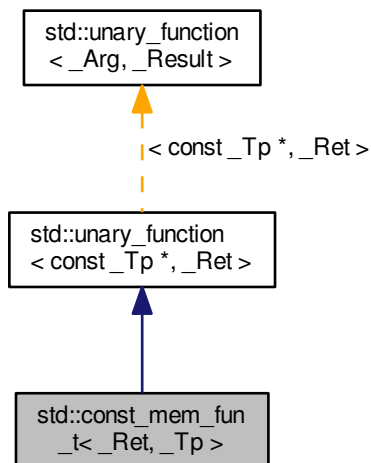 std::unary_function
< _Arg, _Result >
< const _Tp *, _Ret >
std::unary_function
< const _Tp *, _Ret >
std::const_mem_fun
_t< _Ret, _Tp >